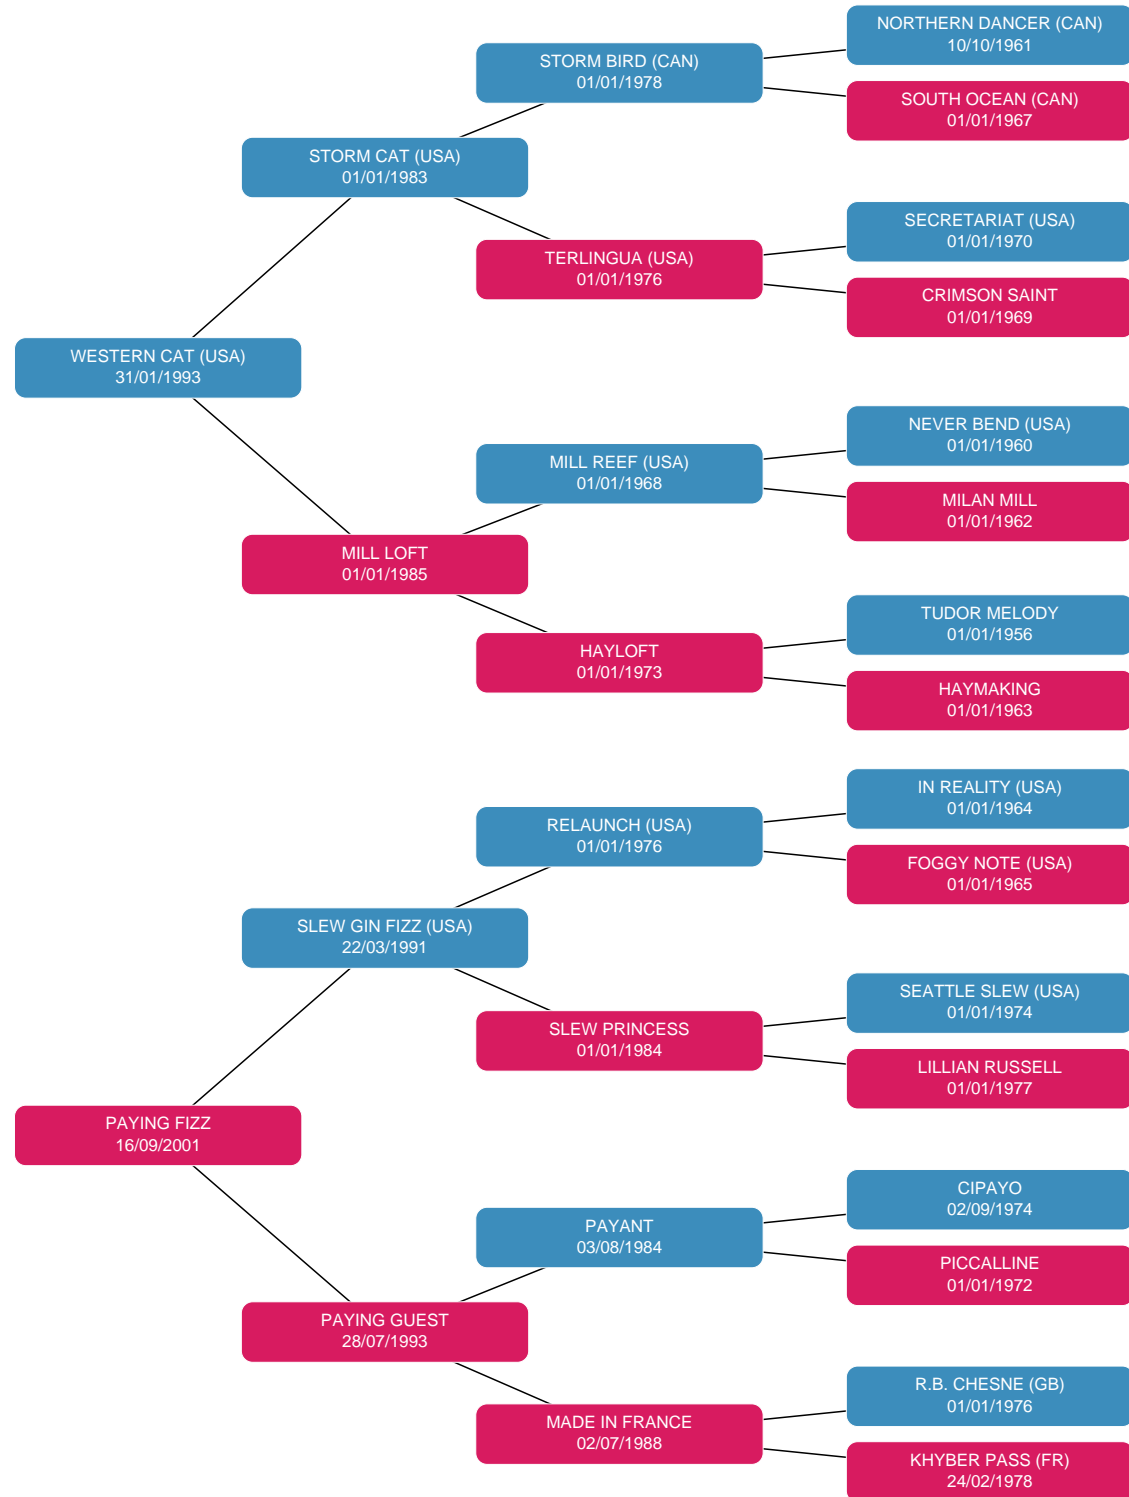 NORTHERN DANCER (CAN)
10/10/1961
STORM BIRD (CAN)
01/01/1978
SOUTH OCEAN (CAN)
01/01/1967
STORM CAT (USA)
01/01/1983
SECRETARIAT (USA)
01/01/1970
TERLINGUA (USA)
01/01/1976
CRIMSON SAINT
01/01/1969
WESTERN CAT (USA)
31/01/1993
NEVER BEND (USA)
01/01/1960
MILL REEF (USA)
01/01/1968
MILAN MILL
01/01/1962
MILL LOFT
01/01/1985
TUDOR MELODY
01/01/1956
HAYLOFT
01/01/1973
HAYMAKING
01/01/1963
IN REALITY (USA)
01/01/1964
RELAUNCH (USA)
01/01/1976
FOGGY NOTE (USA)
01/01/1965
SLEW GIN FIZZ (USA)
22/03/1991
SEATTLE SLEW (USA)
01/01/1974
SLEW PRINCESS
01/01/1984
LILLIAN RUSSELL
01/01/1977
PAYING FIZZ
16/09/2001
CIPAYO
02/09/1974
PAYANT
03/08/1984
PICCALLINE
01/01/1972
PAYING GUEST
28/07/1993
R.B. CHESNE (GB)
01/01/1976
MADE IN FRANCE
02/07/1988
KHYBER PASS (FR)
24/02/1978